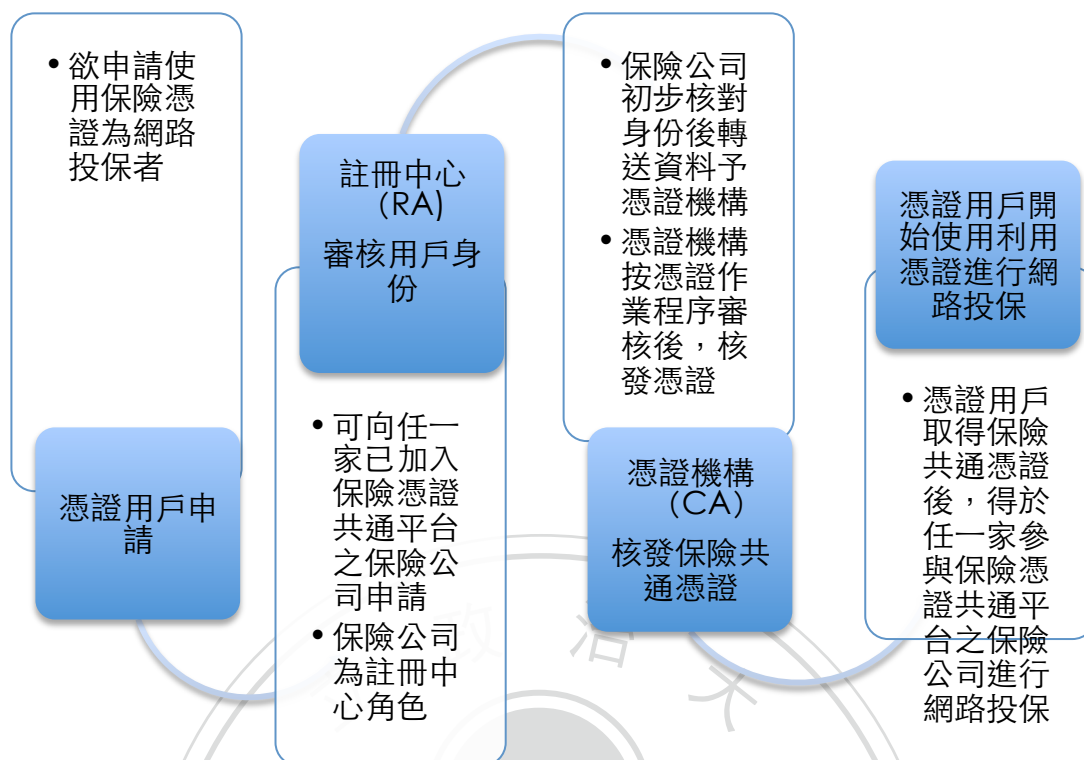 • 欲申請使
用保險憑
證為網路
投保者
憑證用戶申
請
註冊中心
（RA)
審核用戶身
份
• 可向任一
家已加入
保險憑證
共通平台
之保險公
司申請
• 保險公司
為註冊中
心角色
• 保險公司
初步核對
身份後轉
送資料予
憑證機構
• 憑證機構
按憑證作
業程序審
核後，核
發憑證
憑證機構
（CA）
核發保險共
通憑證
憑證用戶開
始使用利用
憑證進行網
路投保
• 憑證用戶
取得保險
共通憑證
後，得於
任一家參
與保險憑
證共通平
台之保險
公司進行
網路投保
政 治 大